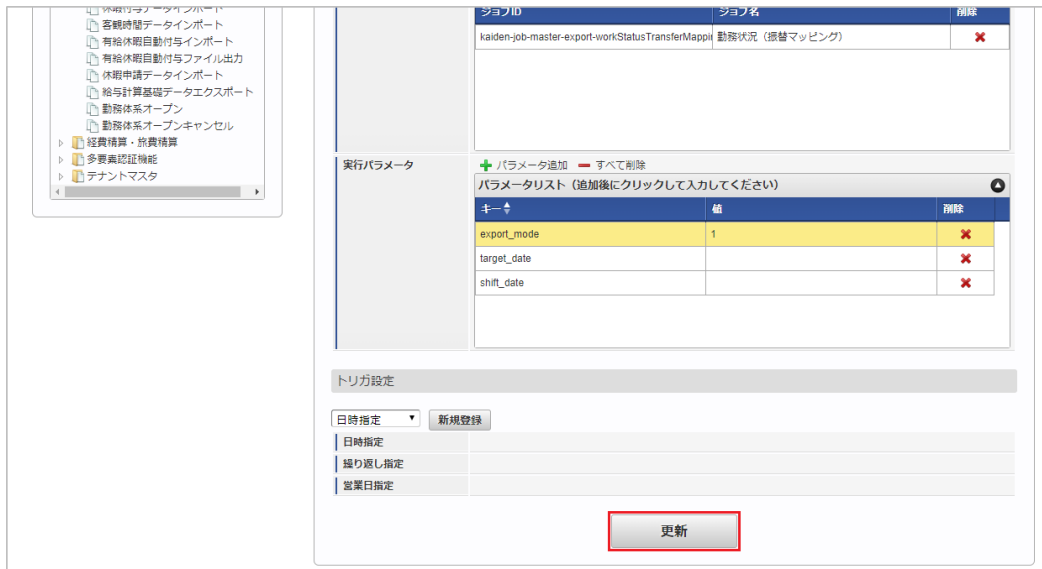 休暇付与データインポート
客観時間データインポート
有給休暇自動付与インポート
有給休暇自動付与ファイル出力
休暇申請データインポート
給与計算基礎データエクスポート
勤務体系オープン
勤務体系オープンキャンセル
経費精算・旅費精算
多要素認証機能
テナントマスタ
ジョブID ジョブ名 削除
kaiden-job-master-export-workStatusTransferMappin 勤務状況（振替マッピング）
実行パラメータ パラメータ追加 すべて削除
パラメータリスト（追加後にクリックして入力してください）
キー 値 削除
export_mode 1
target_date
shift_date
トリガ設定
日時指定 新規登録
日時指定
繰り返し指定
営業日指定
更新